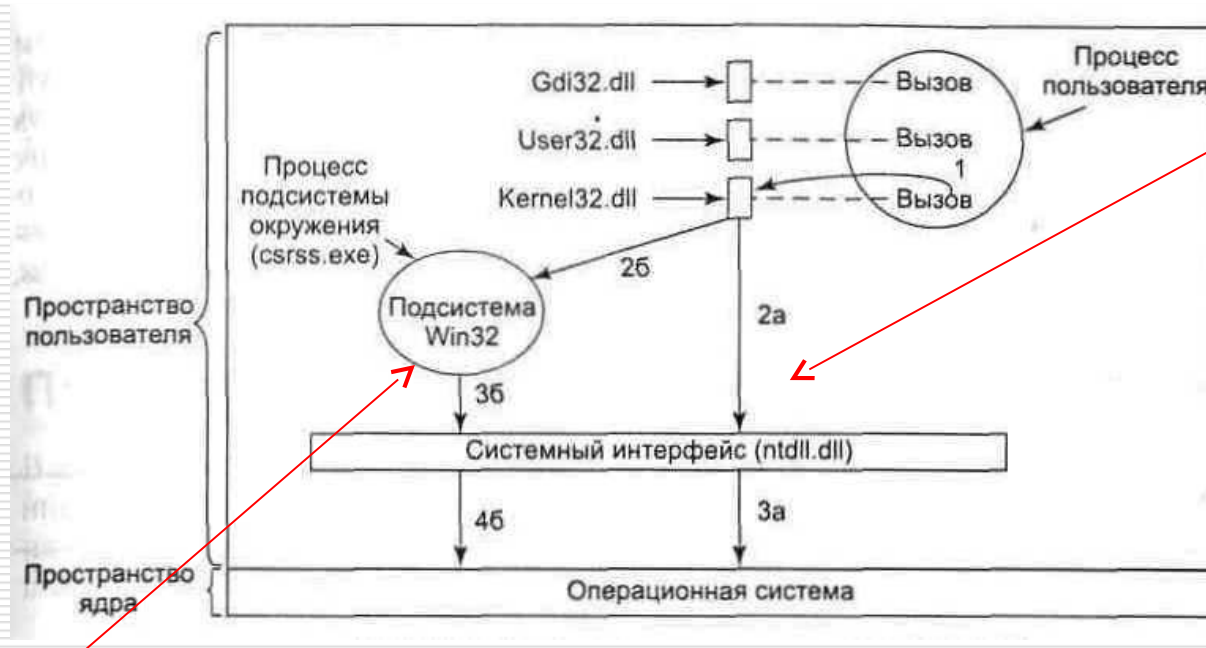 Gdi32.dll
Вызов
Процесс
пользователя
User32.dll
Вызов
Процесс
подсистемы
окружения
(csrss.exe)
Kernel32.dll
1
Вызов
2б
Пространство
пользователя
Подсистема
Win32
2а
3б
Системный интерфейс (ntdll.dll)
4б
3а
Пространство
ядра
Операционная система